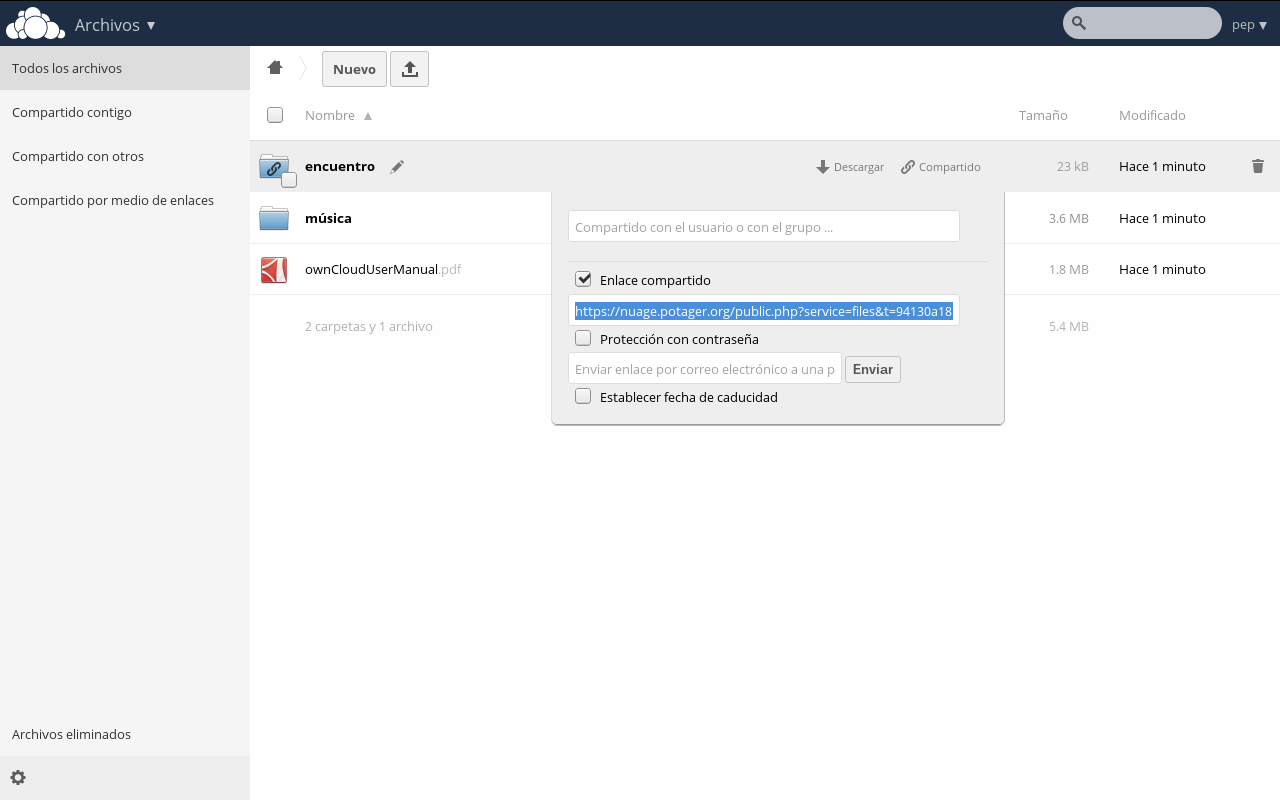 Archivos ▼
pep ▼
Todos los archivos
Compartido contigo
Compartido con otros
Compartido por medio de enlaces
Archivos eliminados
Nuevo
Nombre ▲ Tamaño Modificado
encuentro Descargar Compartido 23 kB Hace 1 minuto
música 3.6 MB Hace 1 minuto
ownCloudUserManual.pdf 1.8 MB Hace 1 minuto
2 carpetas y 1 archivo 5.4 MB
Compartido con el usuario o con el grupo ...
Enlace compartido
https://nuage.potager.org/public.php?service=files&t=94130a18
Protección con contraseña
Enviar enlace por correo electrónico a una p
Enviar
Establecer fecha de caducidad